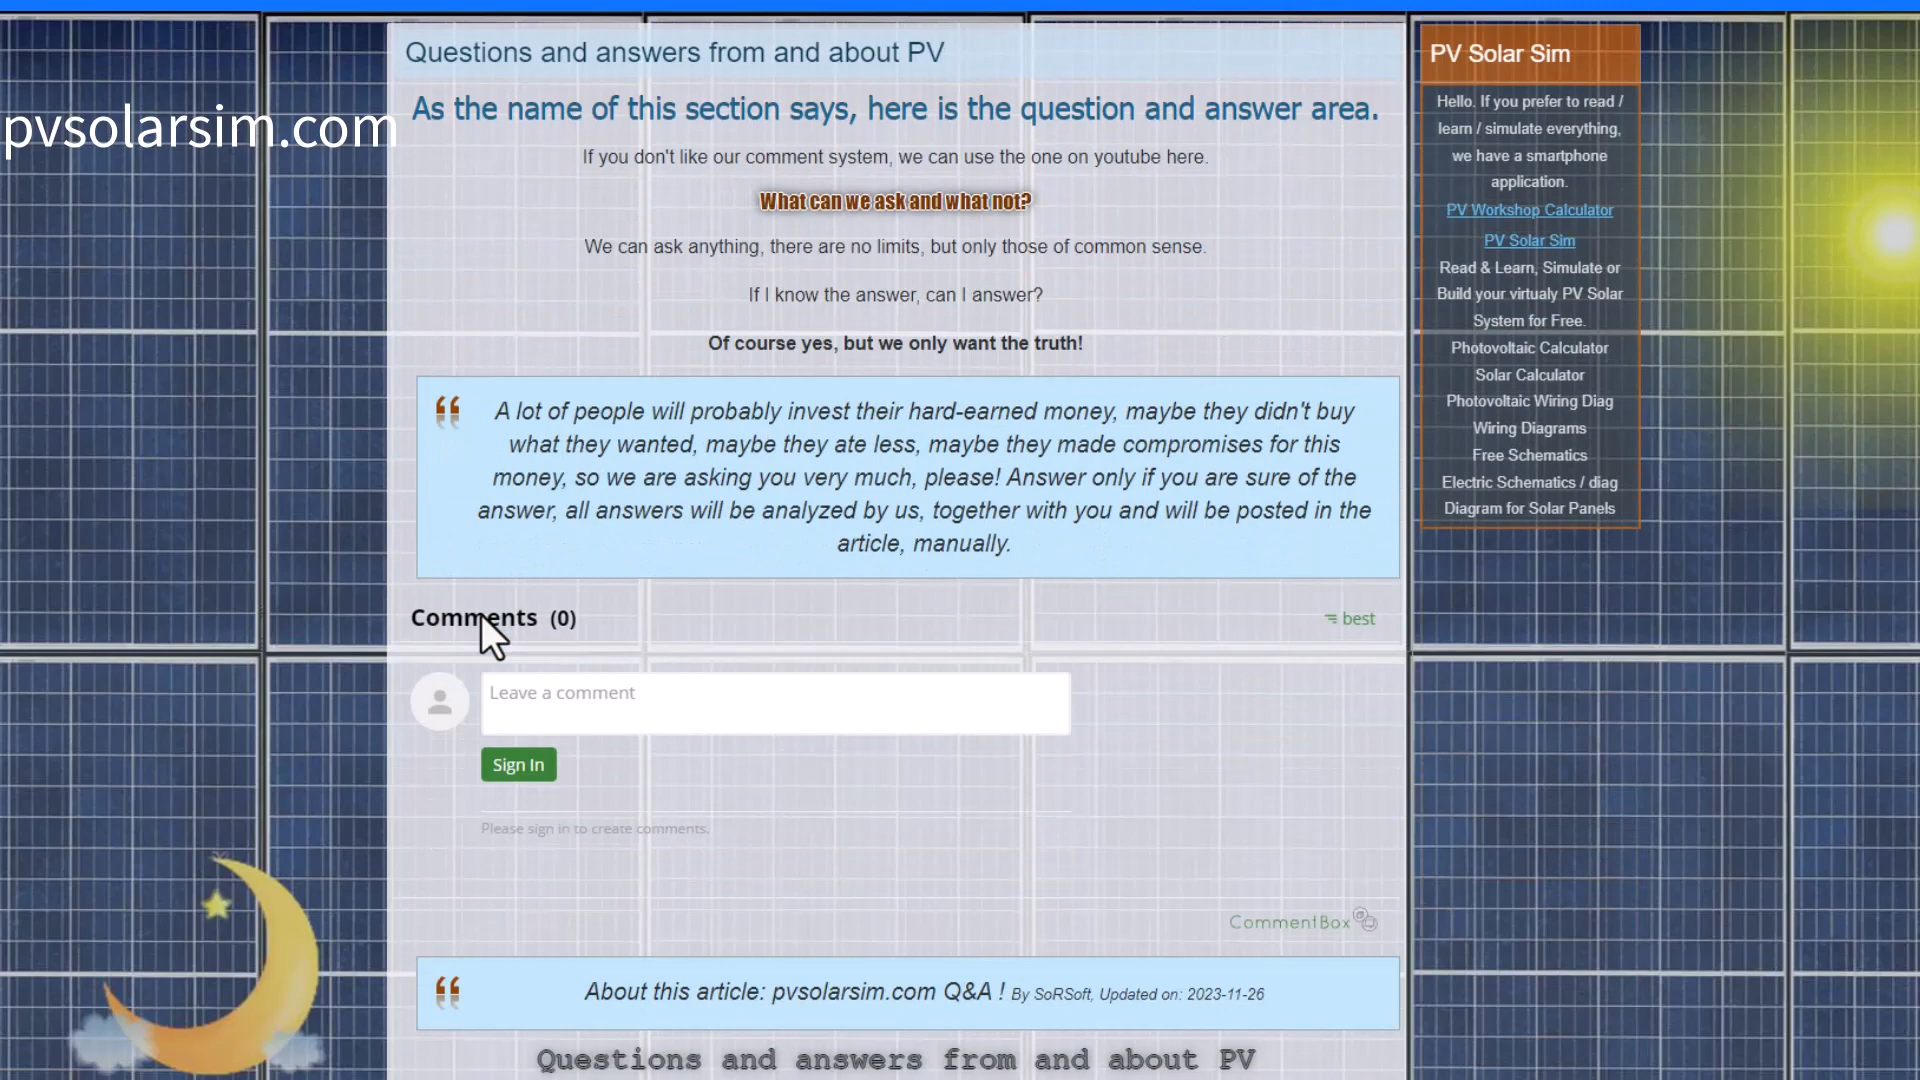 Questions and answers from and about PV
As the name of this section says, here is the question and answer area.
pvsolarsim.com
If you don't like our comment system, we can use the one on youtube here.
What can we ask and what not?
We can ask anything, there are no limits, but only those of common sense.
If I know the answer, can I answer?
Of course yes, but we only want the truth!
A lot of people will probably invest their hard-earned money, maybe they didn't buy
what they wanted, maybe they ate less, maybe they made compromises for this
money, so we are asking you very much, please! Answer only if you are sure of the
answer, all answers will be analyzed by us, together with you and will be posted in the
article, manually.
Comments (0)
best
Leave a comment
Sign In
Please sign in to create comments.
CommentBox
About this article: pvsolarsim.com Q&A ! By SoRSoft, Updated on: 2023-11-26
Questions and answers from and about PV
PV Solar Sim
Hello. If you prefer to read /
learn / simulate everything,
we have a smartphone
application.
PV Workshop Calculator
PV Solar Sim
Read & Learn, Simulate or
Build your virtualy PV Solar
System for Free.
Photovoltaic Calculator
Solar Calculator
Photovoltaic Wiring Diag
Wiring Diagrams
Free Schematics
Electric Schematics / diag
Diagram for Solar Panels